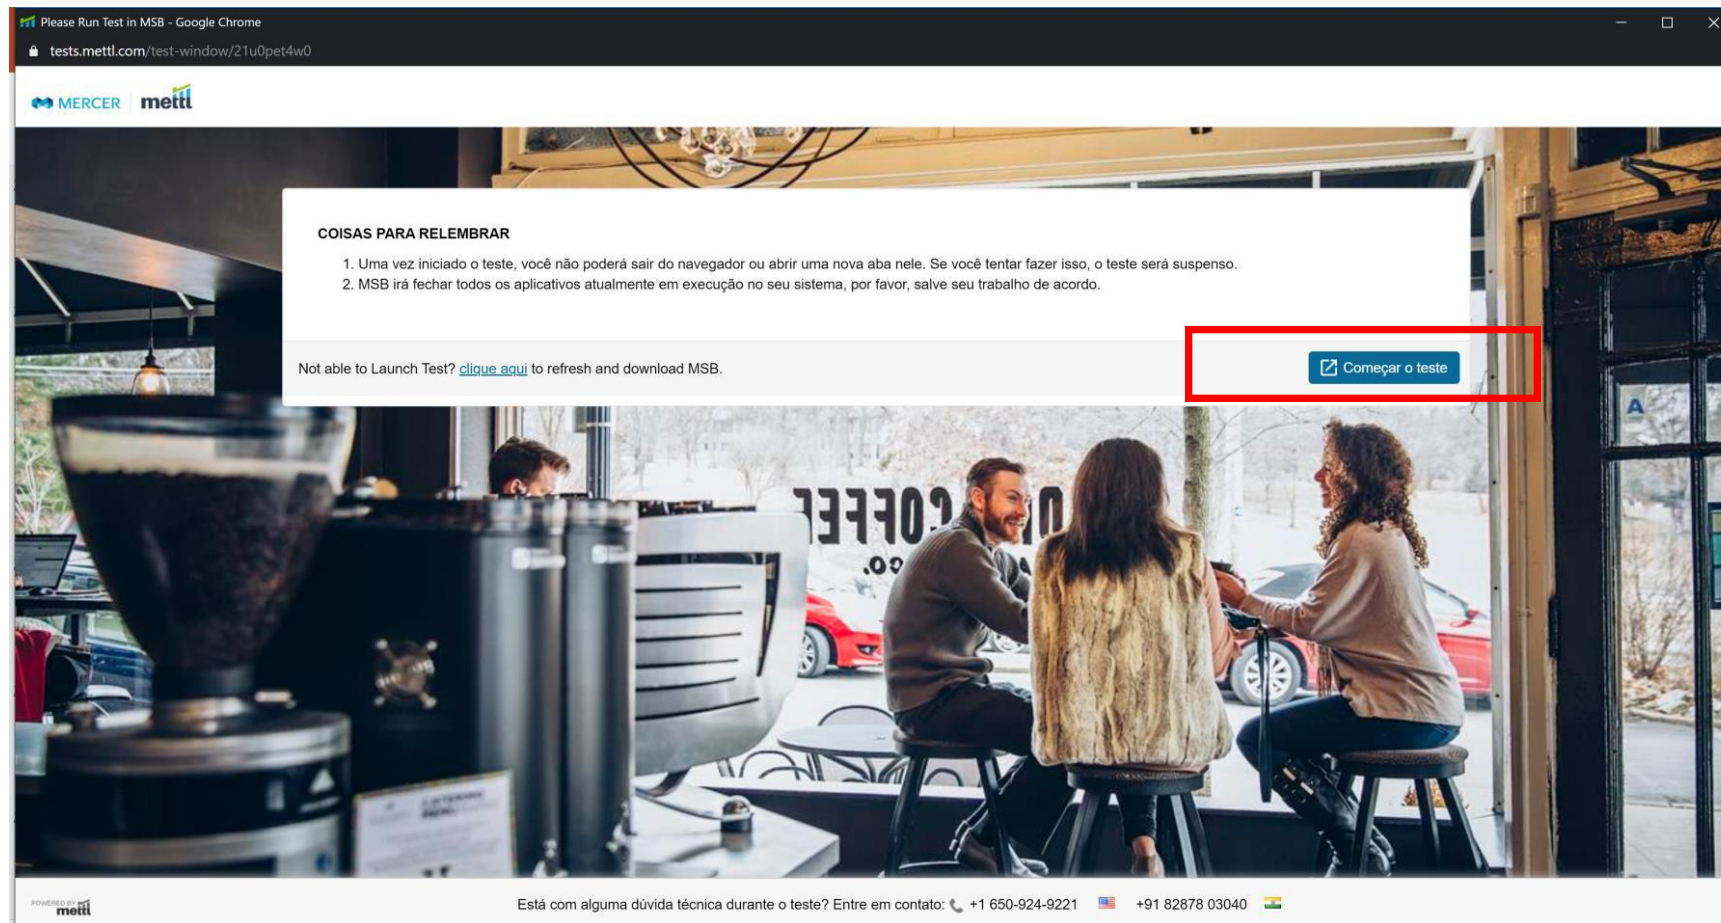 Please Run Test in MSB - Google Chrome
tests.mettl.com/test-window/21u0pet4w0
MERCER mettl
COISAS PARA RELEMBRAR
1. Uma vez iniciado o teste, você não poderá sair do navegador ou abrir uma nova aba nele. Se você tentar fazer isso, o teste será suspenso.
2. MSB irá fechar todos os aplicativos atualmente em execução no seu sistema, por favor, salve seu trabalho de acordo.
Not able to Launch Test? clique aqui to refresh and download MSB.
Começar o teste
COFFEE
CO.
A
POWERED BY
mettl
Está com alguma dúvida técnica durante o teste? Entre em contato: +1 650-924-9221 +91 82878 03040